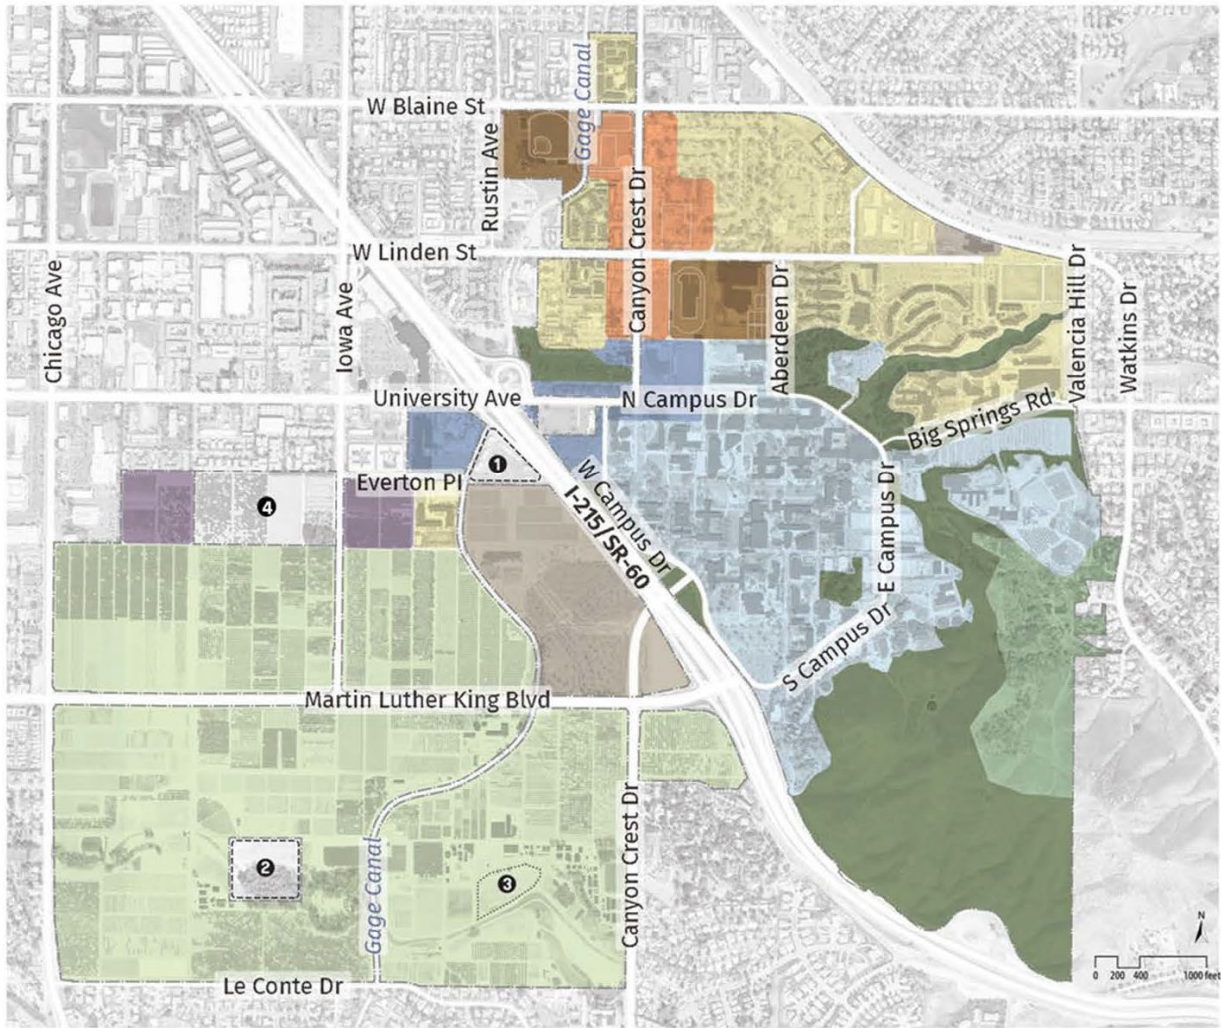 W Blaine St
Gage Canal
Rustin Ave
Canyon Crest Dr
W Linden St
Chicago Ave
Iowa Ave
Aberdeen Dr
Valencia Hill Dr
Watkins Dr
University Ave
N Campus Dr
Big Springs Rd
1
Everton Pl
W Campus Dr
I-215/SR-60
E Campus Dr
4
S Campus Dr
Martin Luther King Blvd
2
3
Gage Canal
Canyon Crest Dr
Le Conte Dr
N
0 200 400 1000 feet